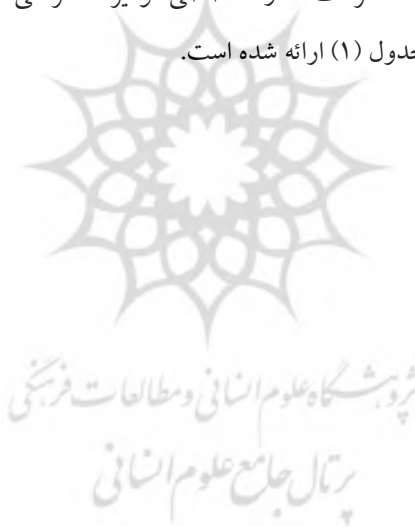 جدول (۱) ارائه شده است.
پژوهشگاه علوم انسانی و مطالعات فرهنگی
پرتال جامع علوم انسانی